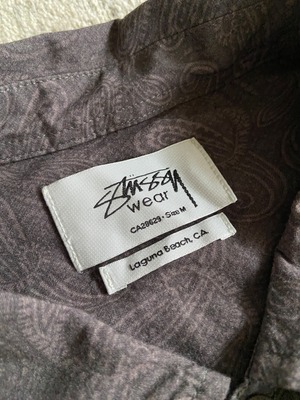 Stüssy
wear
CA28629 · Size M
Laguna Beach, CA.